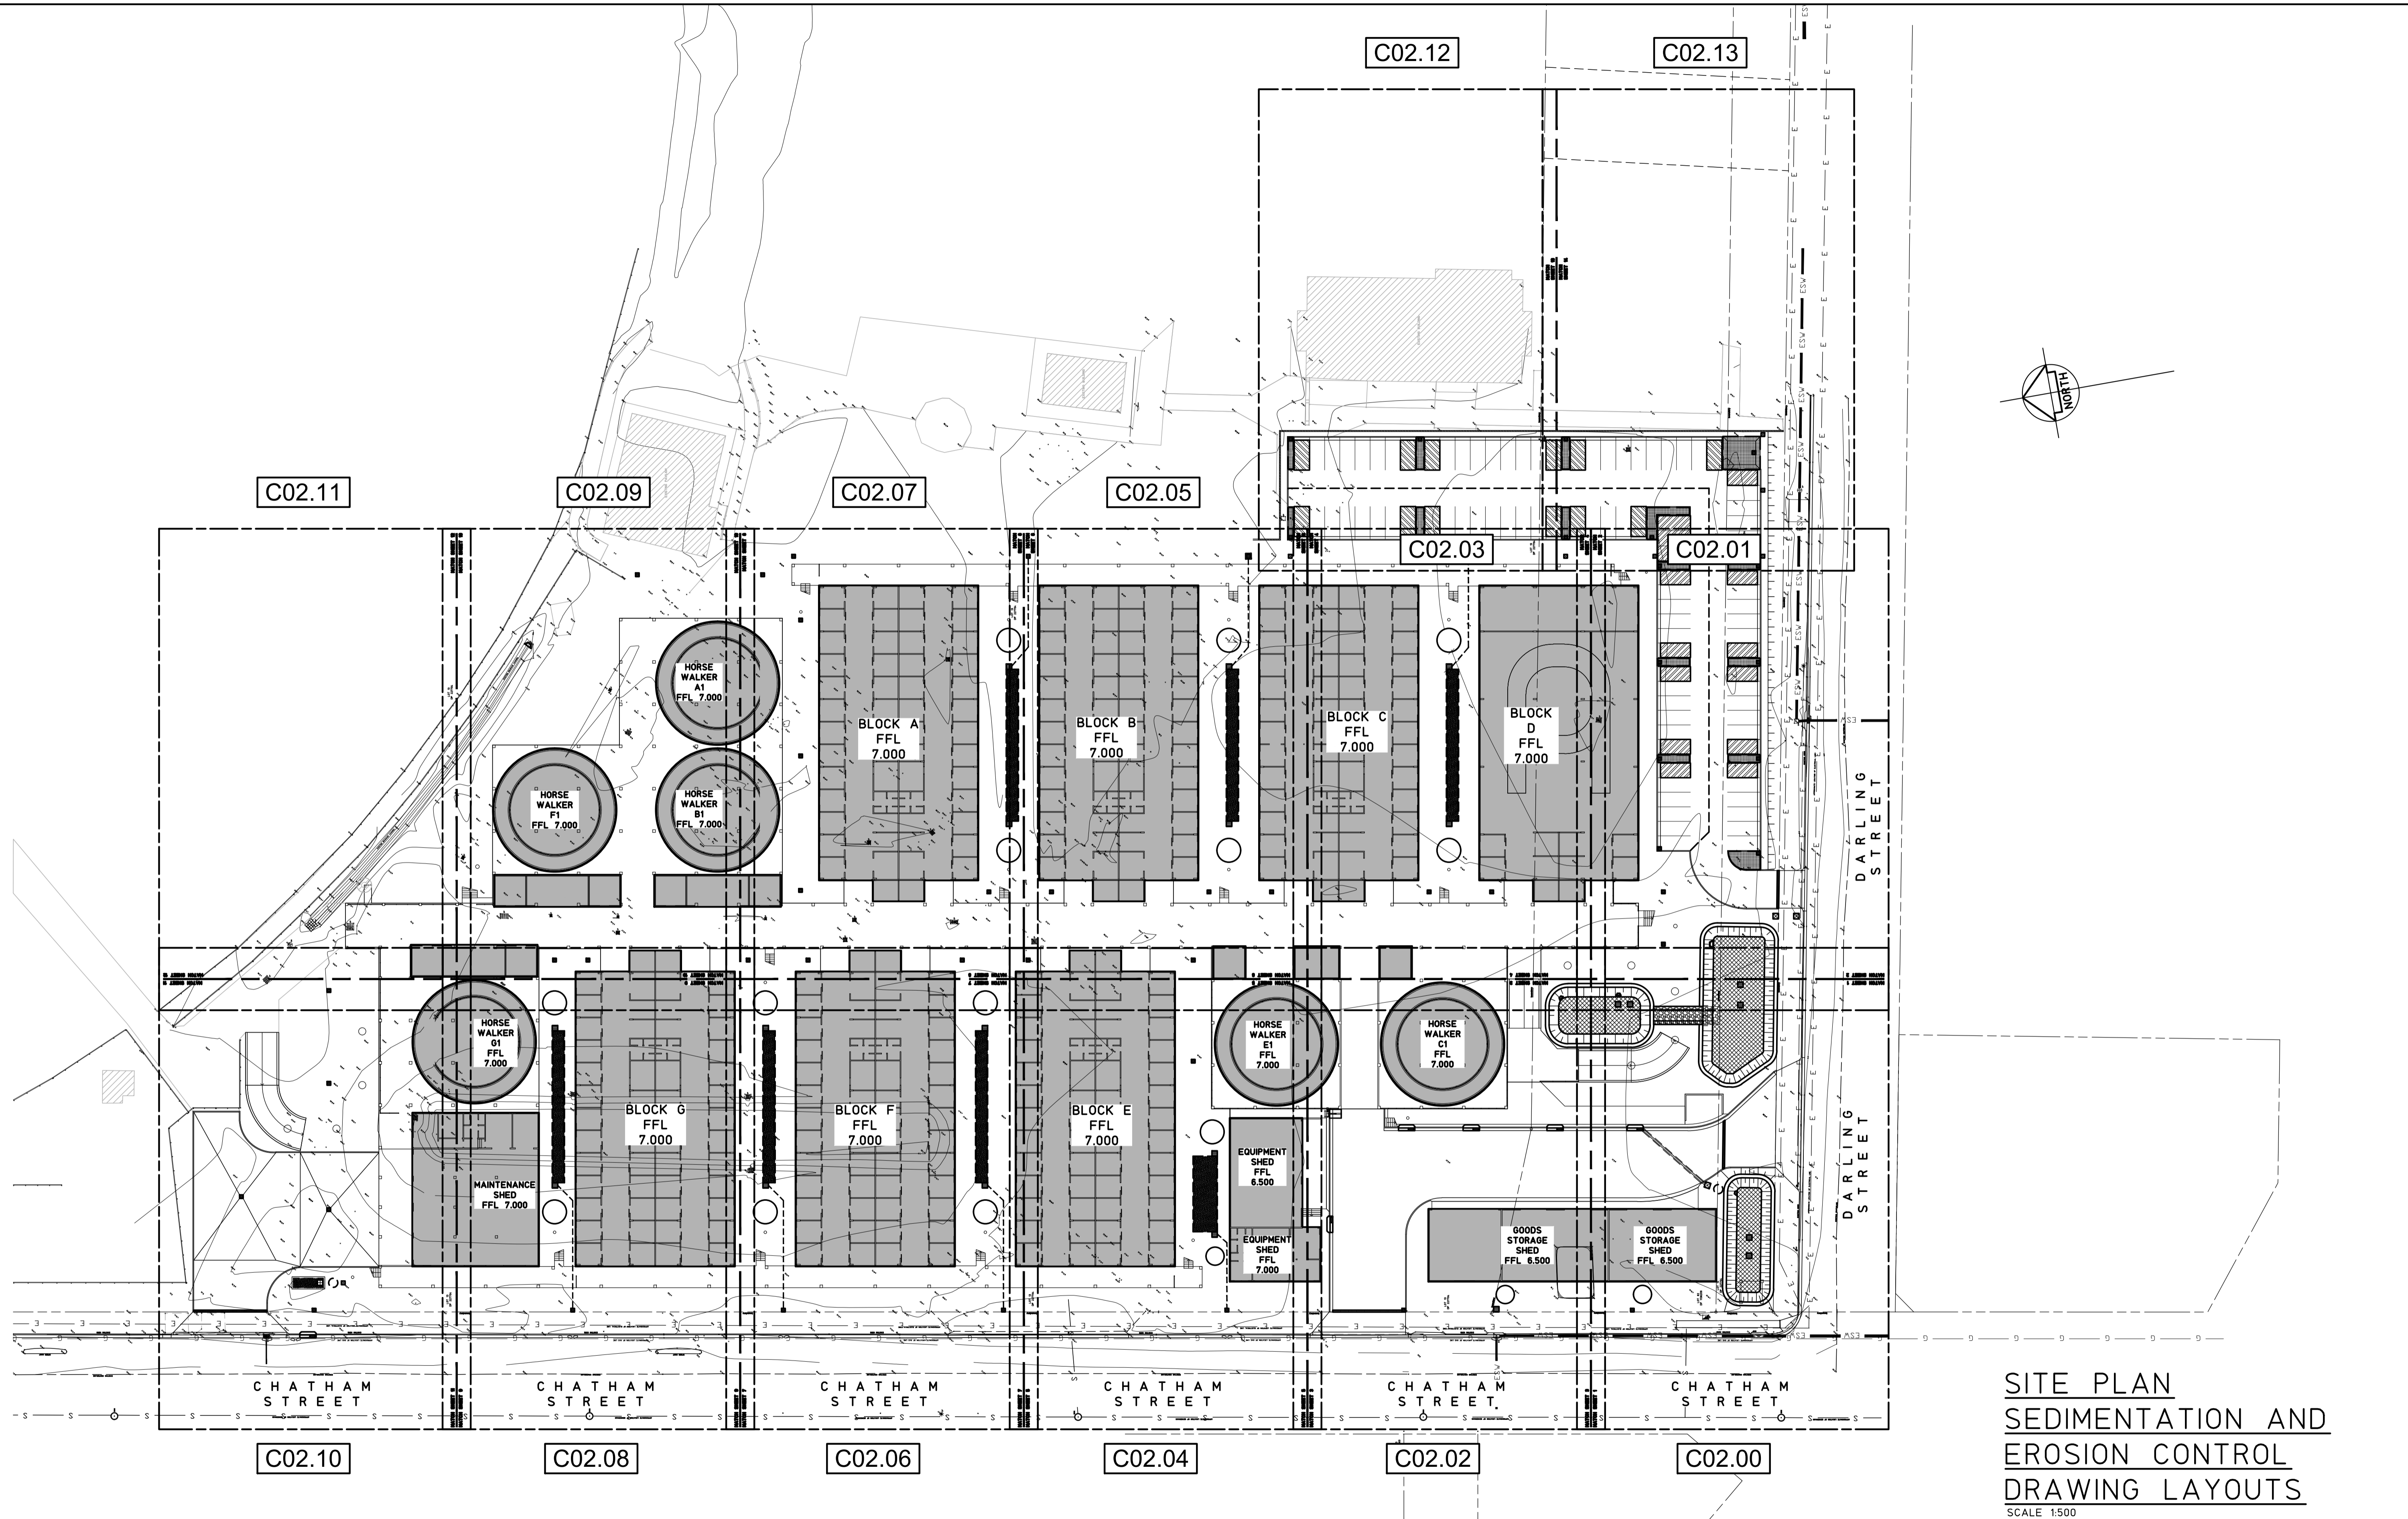 C02.12
C02.13
NORTH
C02.11
C02.09
C02.07
C02.05
C02.03
C02.01
HORSE
WALKER
A1
FFL 7.000
BLOCK A
FFL
7.000
BLOCK B
FFL
7.000
BLOCK C
FFL
7.000
BLOCK
D
FFL
7.000
HORSE
WALKER
F1
FFL 7.000
HORSE
WALKER
B1
FFL 7.000
DARLING
STREET
HORSE
WALKER
G1
FFL
7.000
HORSE
WALKER
E1
FFL
7.000
HORSE
WALKER
C1
FFL
7.000
BLOCK G
FFL
7.000
BLOCK F
FFL
7.000
BLOCK E
FFL
7.000
DARLING
STREET
MAINTENANCE
SHED
FFL 7.000
EQUIPMENT
SHED
FFL
6.500
EQUIPMENT
SHED
FFL
7.000
GOODS
STORAGE
SHED
FFL 6.500
GOODS
STORAGE
SHED
FFL 6.500
CHATHAM
STREET
CHATHAM
STREET
CHATHAM
STREET
CHATHAM
STREET
CHATHAM
STREET
CHATHAM
STREET
C02.10
C02.08
C02.06
C02.04
C02.02
C02.00
SITE PLAN
SEDIMENTATION AND
EROSION CONTROL
DRAWING LAYOUTS
SCALE 1:500